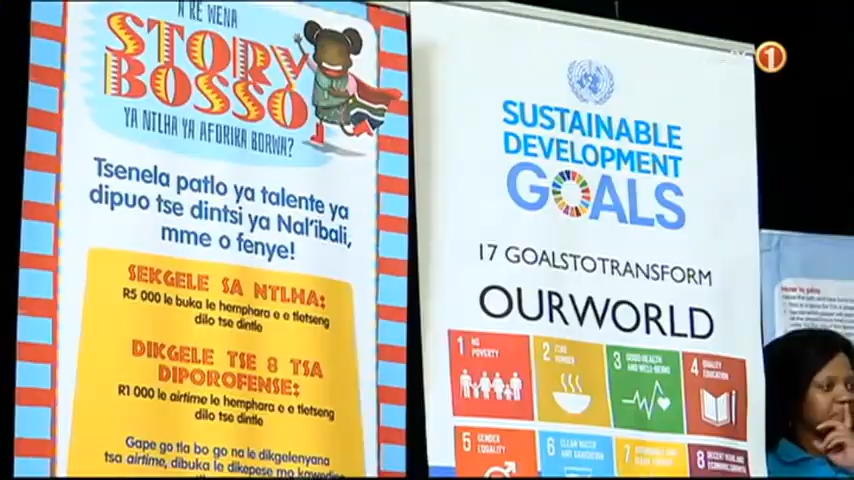 A KE WENA
STORY
BOSSO
YA NTLHA YA AFORIKA BORWA?
Tsenela patlo ya talente ya
dipuo tse dintsi ya Nal'ibali,
mme o fenye!
SEKGELE SA NTLHA:
R5 000 le buka le hemphara e e tletseng
dilo tse dintle
DIKGELE TSE 8 TSA
DIPOROFENSE:
R1 000 le airtime le hemphara e e tletseng
dilo tse dintle
Gape go tla bo go na le dikgelenyana
tsa airtime, dibuka le dikepese mo
SUSTAINABLE
DEVELOPMENT
GOALS
17 GOALSTOTRANSFORM
OURWORLD
1 NO
POVERTY
2 ZERO
HUNGER
3 GOOD HEALTH
AND WELL-BEING
4 QUALITY
EDUCATION
5 GENDER
EQUALITY
6 CLEAN WATER
AND SANITATION
7
8 DECENT WORK AND
ECONOMIC GROWTH
1